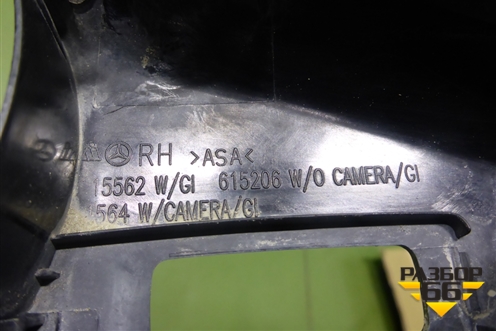 RH >ASA<
15562 W/GI 615206 W/O CAMERA/GI
564 W/CAMERA/GI
РАЗБОР
66